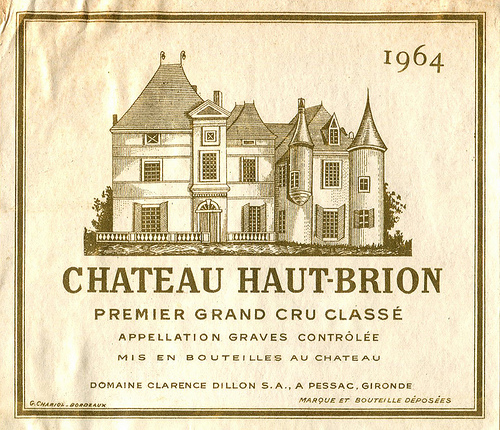 1964
CHATEAU HAUT-BRION
PREMIER GRAND CRU CLASSÉ
APPELLATION GRAVES CONTRÔLÉE
MIS EN BOUTEILLES AU CHATEAU
DOMAINE CLARENCE DILLON S.A., A PESSAC, GIRONDE
G. CHARIOL - BORDEAUX
MARQUE ET BOUTEILLE DÉPOSÉES